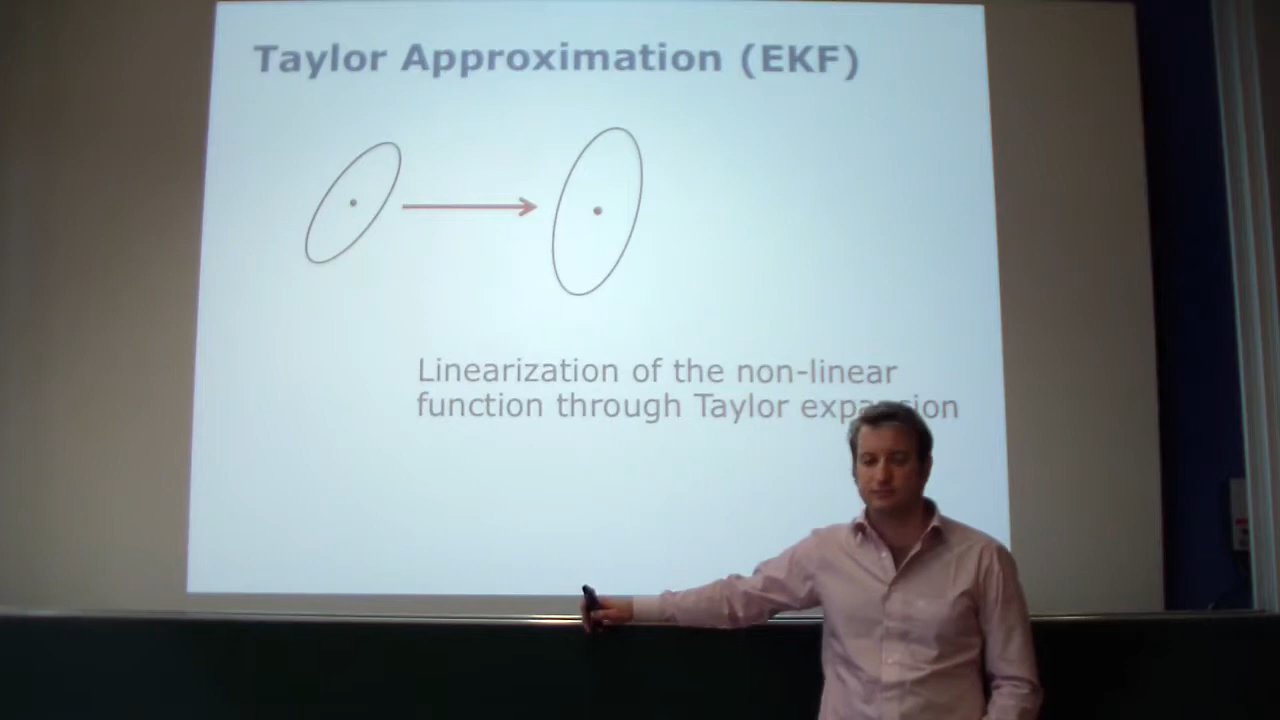 Taylor Approximation (EKF)
Linearization of the non-linear
function through Taylor expansion